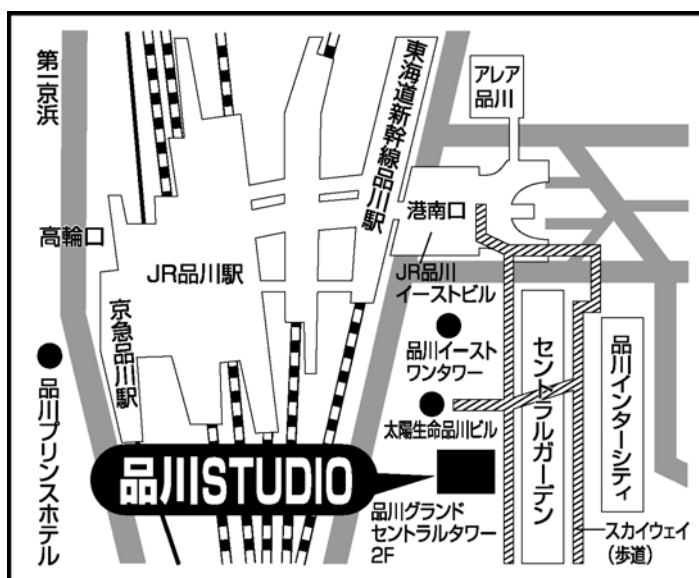 第一京浜
東海道新幹線品川駅
アレア
品川
高輪口
港南口
JR品川駅
JR品川
イーストビル
京急品川駅
品川イースト
ワンタワー
セントラルガーデン
品川インターシティ
品川プリンスホテル
太陽生命品川ビル
品川STUDIO
品川グランド
セントラルタワー
2F
スカイウェイ
(歩道)